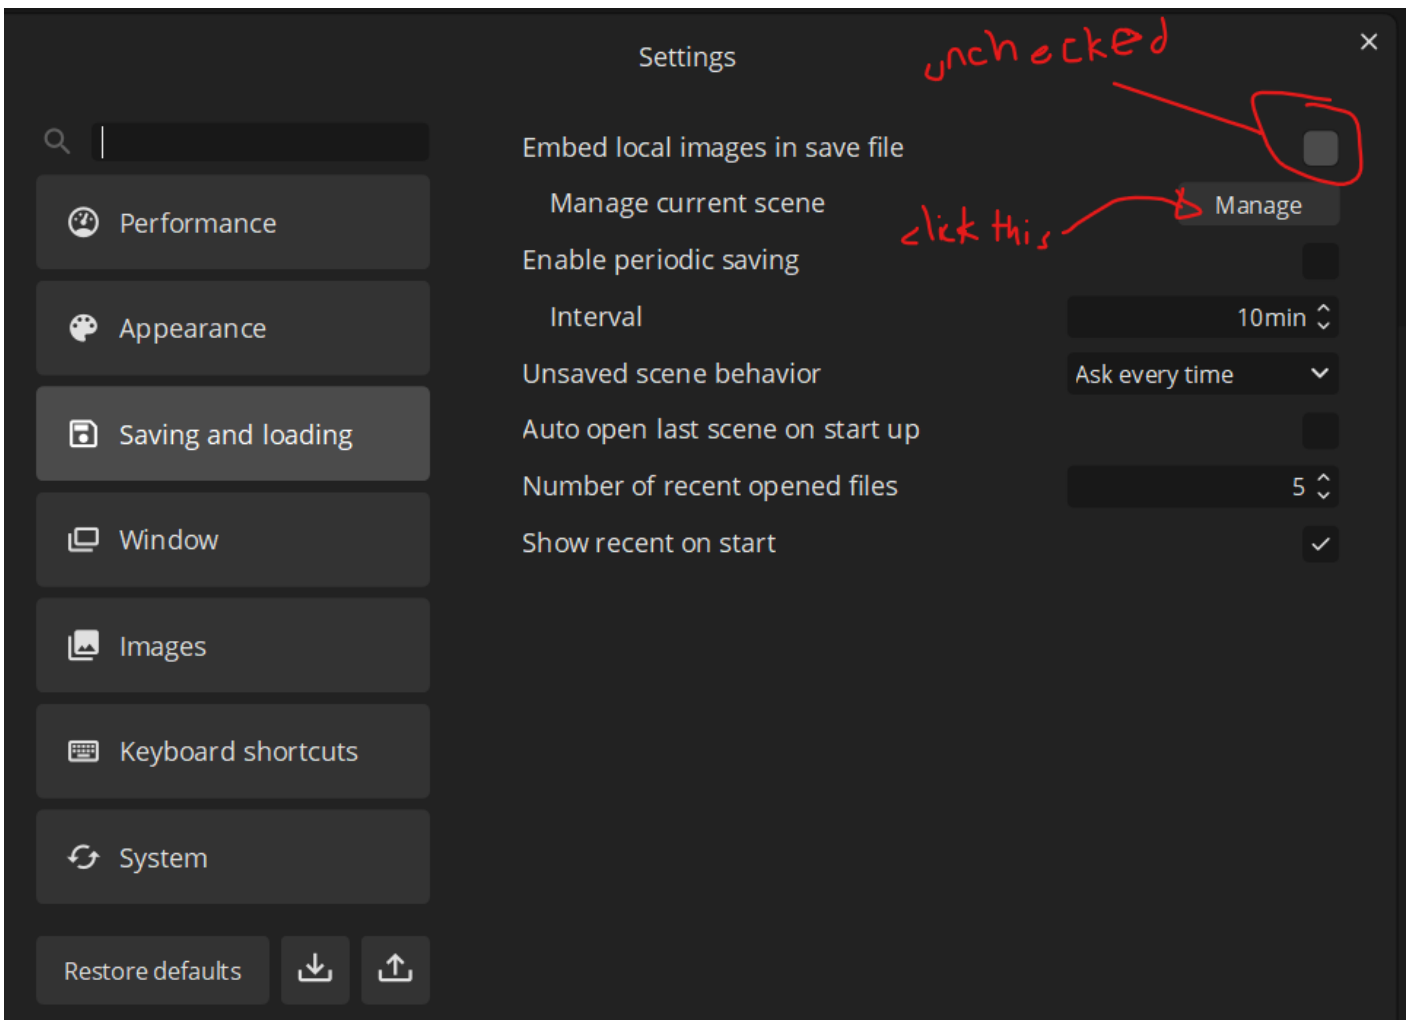 Settings
unchecked
Performance
Appearance
Saving and loading
Window
Images
Keyboard shortcuts
System
Restore defaults
Embed local images in save file
Manage current scene
Manage
click this
Enable periodic saving
Interval
10min
Unsaved scene behavior
Ask every time
Auto open last scene on start up
Number of recent opened files
5
Show recent on start